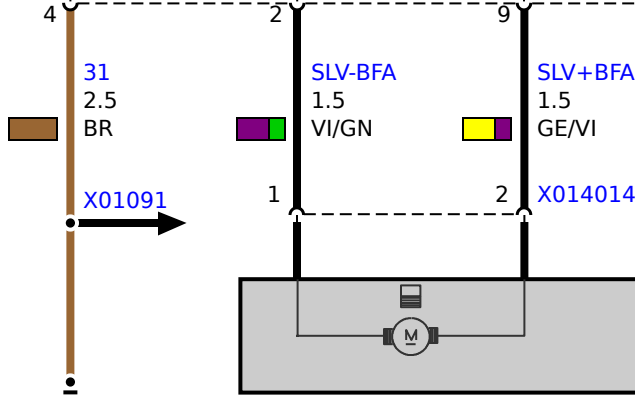 4
2
9
31
2.5
BR
SLV-BFA
1.5
VI/GN
SLV+BFA
1.5
GE/VI
X01091
1
2
X014014
M